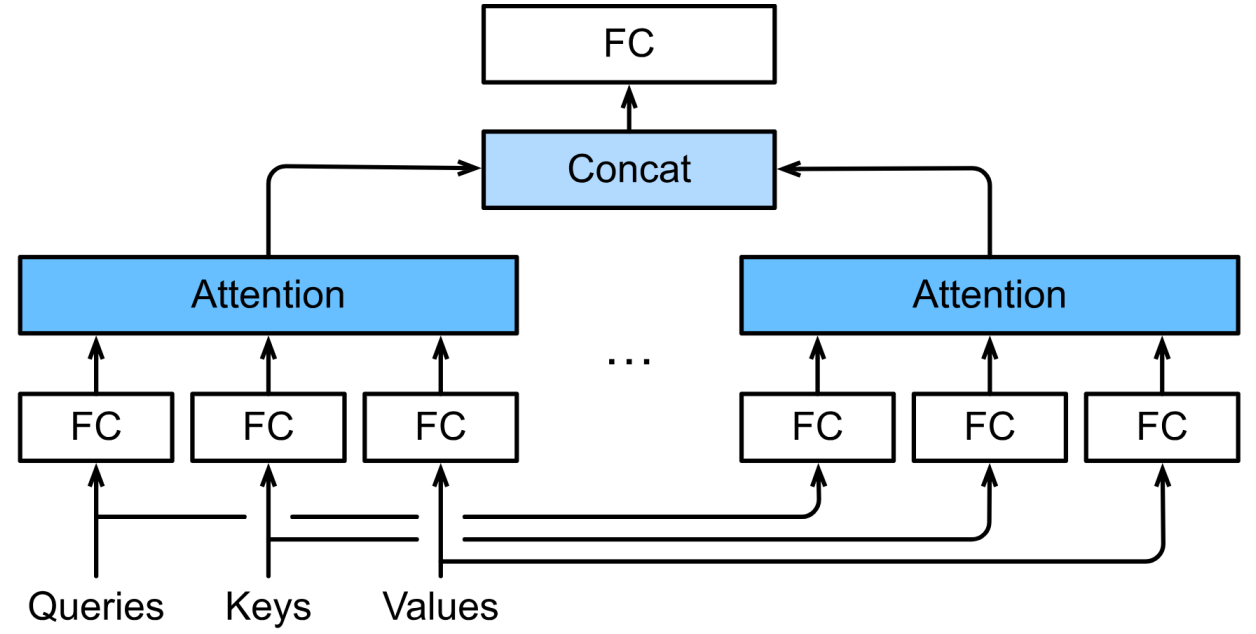 FC
Concat
Attention Attention
...
FC FC FC FC FC FC
Queries Keys Values